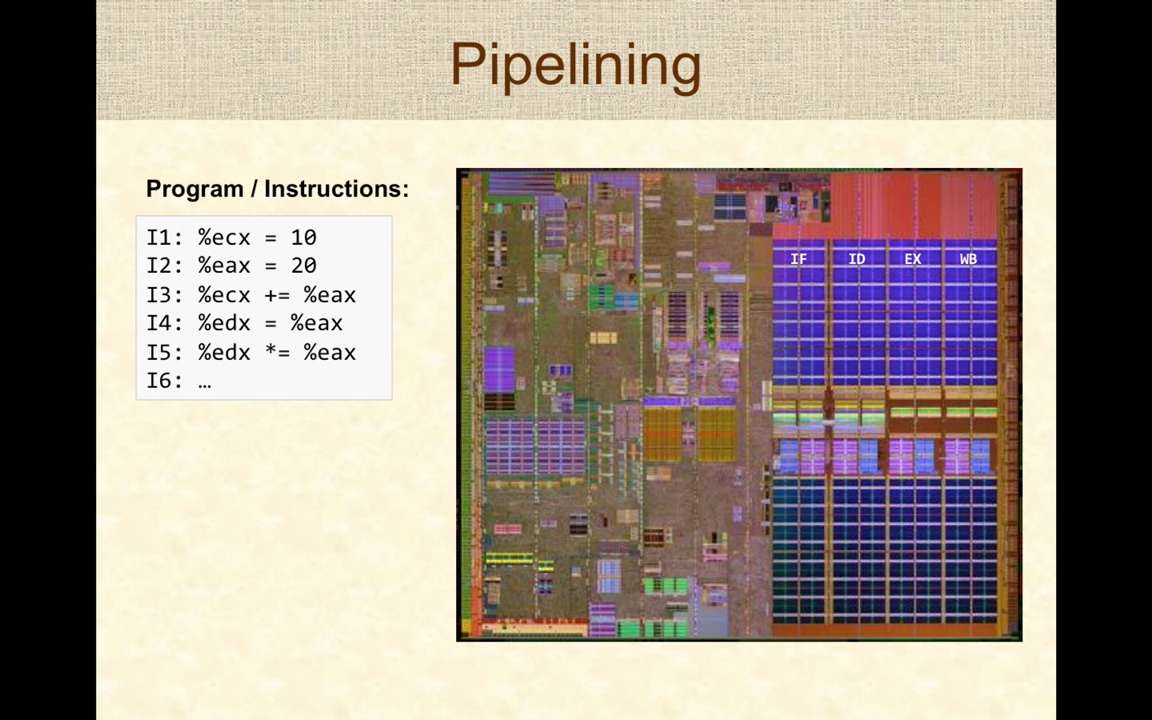 Pipelining
Program / Instructions:
I1: %ecx = 10
I2: %eax = 20
I3: %ecx += %eax
I4: %edx = %eax
I5: %edx *= %eax
I6: …
IF ID EX WB